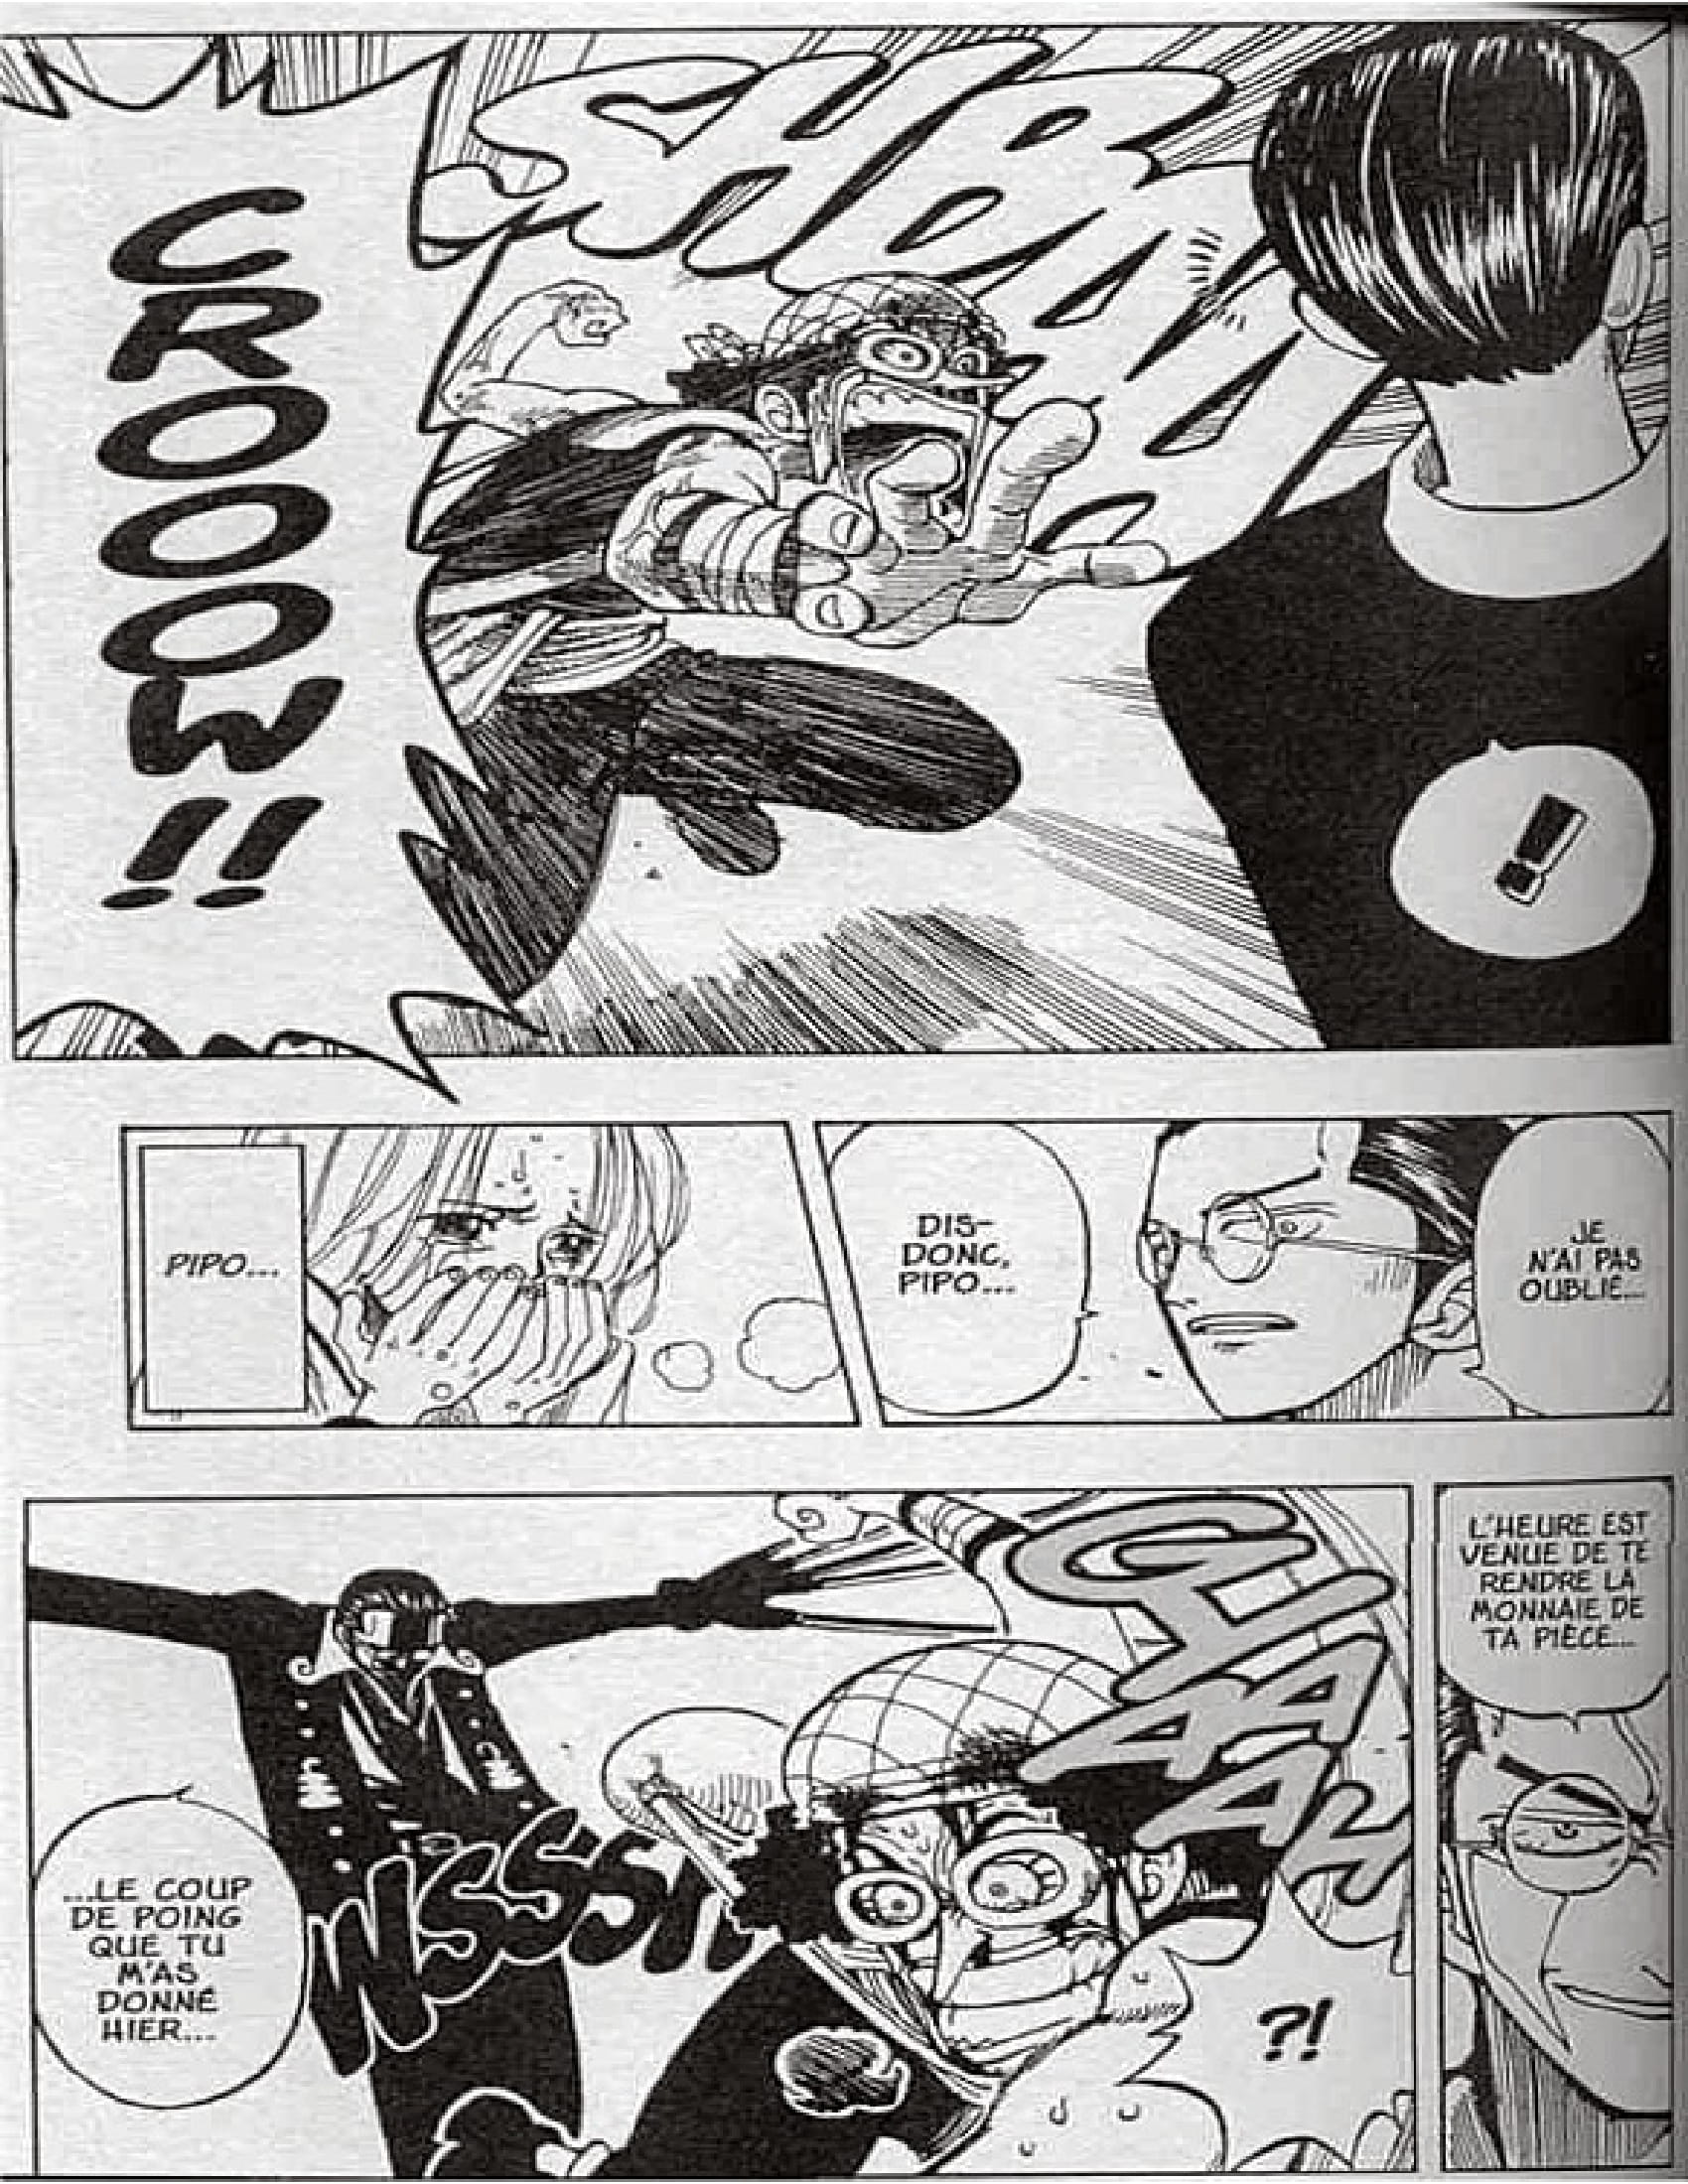 !
CROOOW!!
JE
N'AI PAS
OUBLIÉ...
DIS-
DONC,
PIPO...
PIPO...
L'HEURE EST
VENUE DE TE
RENDRE LA
MONNAIE DE
TA PIÈCE...
GYAAAH
?!
WSSSH
...LE COUP
DE POING
QUE TU
M'AS
DONNÉ
HIER...